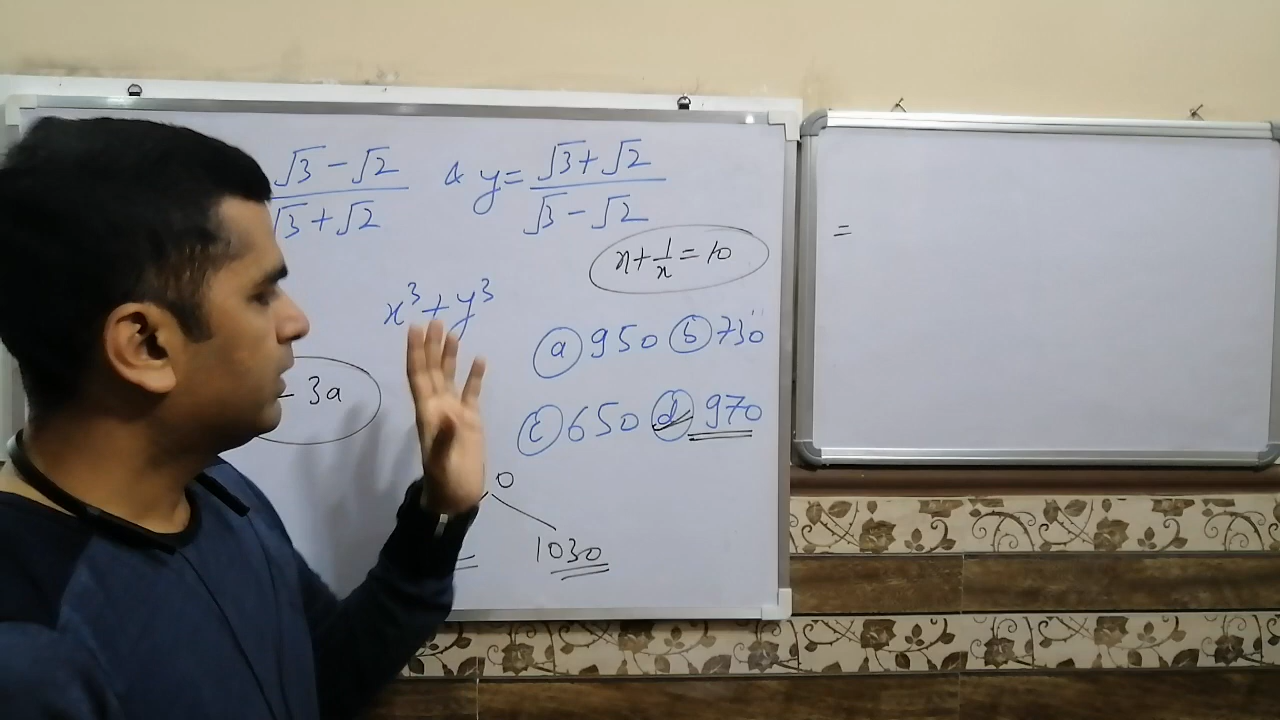 √3 - √2 / √3 + √2 & y = √3 + √2 / √3 - √2
x + 1/x = 10
x³ + y³
(a) 950 (b) 730
- 3a
(c) 650 (d) 970
0
1030
=